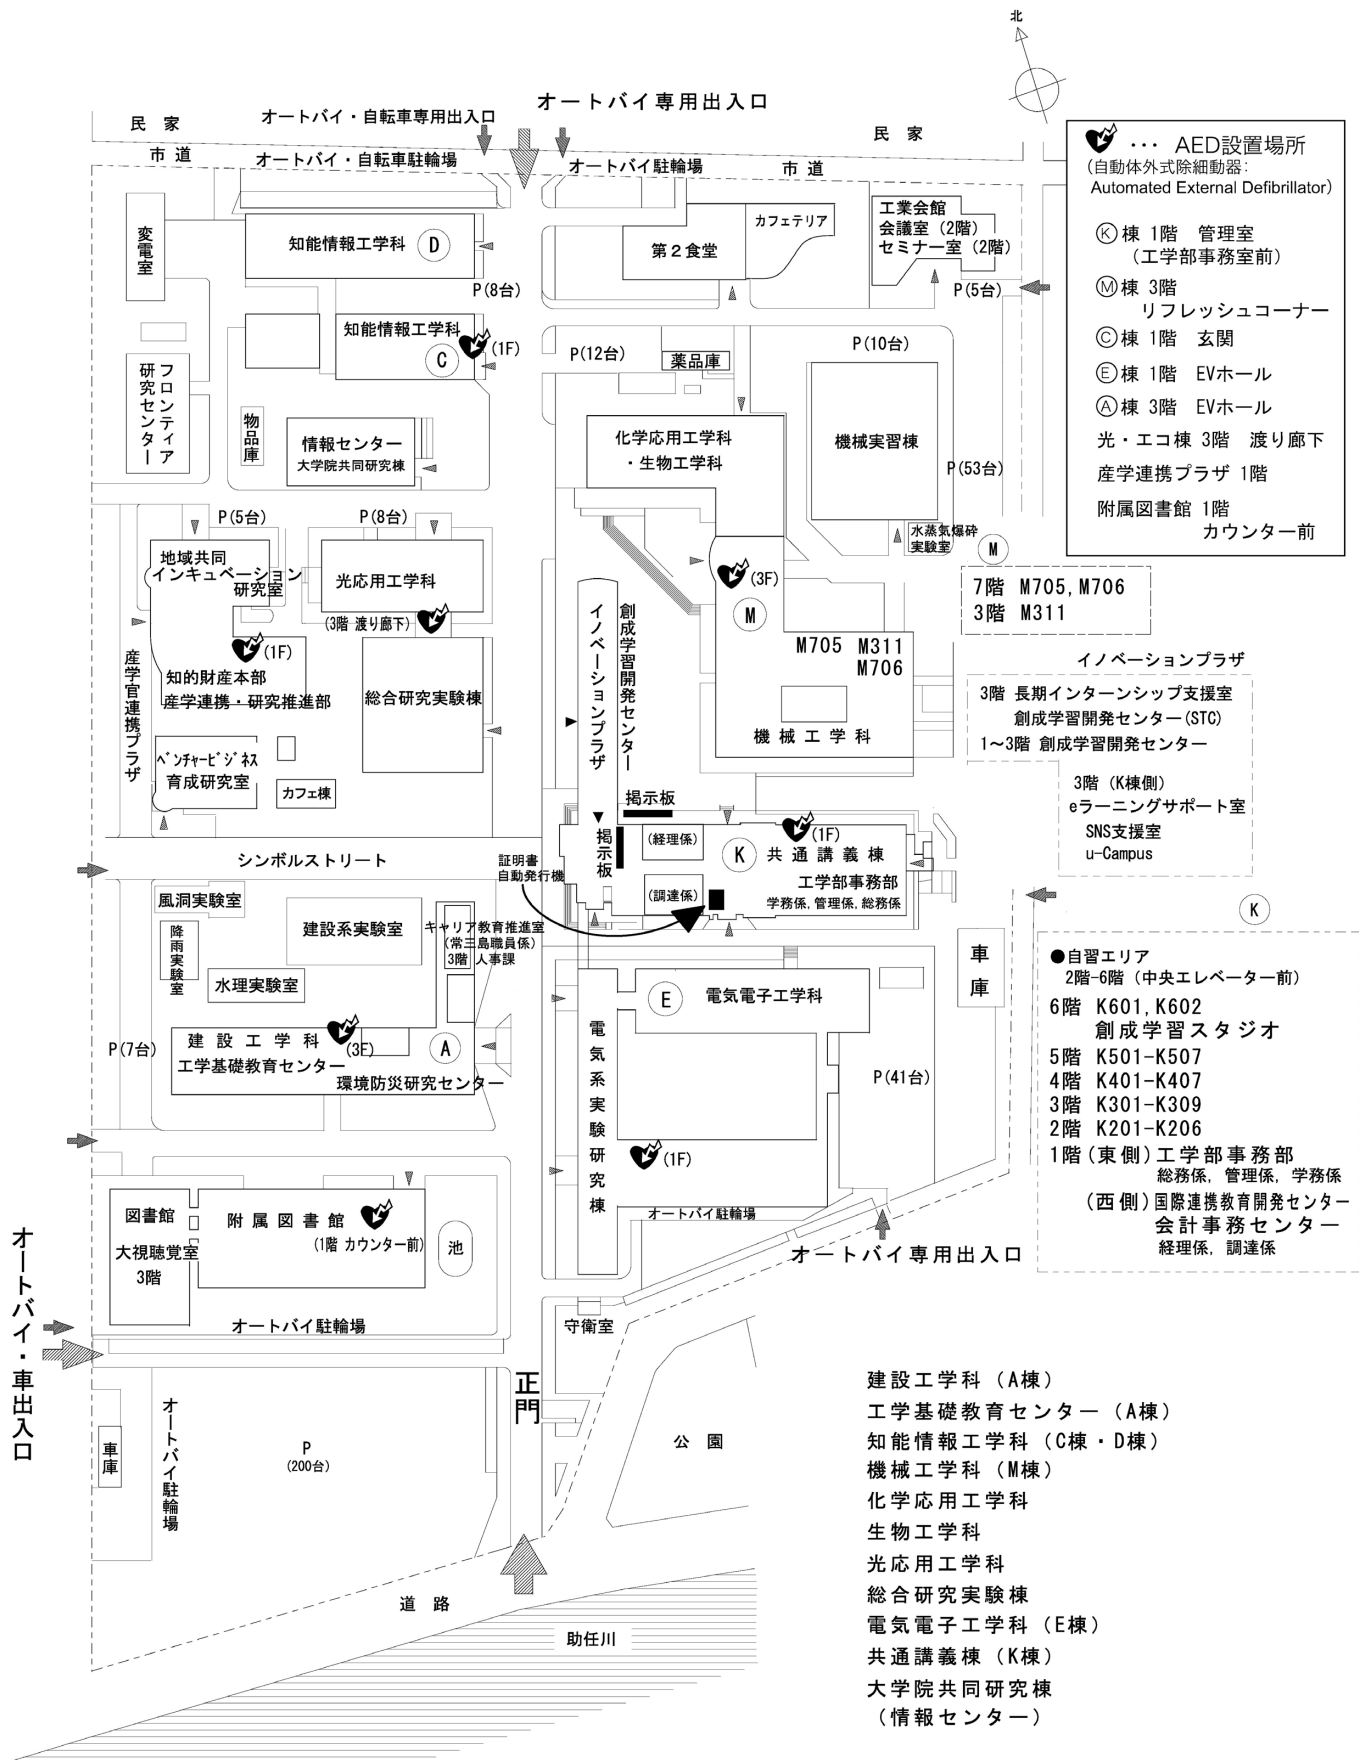 北
オートバイ専用出入口
オートバイ・自転車専用出入口
民 家
民 家
市 道
オートバイ・自転車駐輪場
オートバイ駐輪場
市 道
変電室
知能情報工学科 D
P(8台)
第2食堂
カフェテリア
工業会館
会議室(2階)
セミナー室(2階)
P(5台)
知能情報工学科
C
(1F)
P(12台)
薬品庫
P(10台)
フロンティア
研究センター
物品庫
情報センター
大学院共同研究棟
化学応用工学科
・生物工学科
機械実習棟
P(53台)
水蒸気爆砕
実験室
P(5台)
P(8台)
地域共同
インキュベーション
研究室
光応用工学科
(3階 渡り廊下)
(1F)
知的財産本部
産学連携・研究推進部
産学官連携プラザ
総合研究実験棟
ベンチャービジネス
育成研究室
カフェ棟
イノベーションプラザ
創成学習開発センター
(3F)
M
M705 M311
M706
機械工学科
掲示板
掲示板
(経理係)
(調達係)
K
(1F)
共通講義棟
工学部事務部
学務係,管理係,総務係
シンボルストリート
証明書
自動発行機
風洞実験室
降雨実験室
建設系実験室
水理実験室
キャリア教育推進室
(常三島職員係)
3階 人事課
P(7台)
建設工学科
(3F)
工学基礎教育センター
A
環境防災研究センター
E
電気電子工学科
電気系実験研究棟
(1F)
P(41台)
車庫
オートバイ駐輪場
オートバイ専用出入口
図書館
大視聴覚室
3階
附属図書館
(1階 カウンター前)
池
オートバイ駐輪場
オートバイ・車出入口
守衛室
正門
車庫
オートバイ駐輪場
P
(200台)
公 園
道 路
助任川
… AED設置場所
(自動体外式除細動器:
Automated External Defibrillator)
K棟 1階 管理室
(工学部事務室前)
M棟 3階
リフレッシュコーナー
C棟 1階 玄関
E棟 1階 EVホール
A棟 3階 EVホール
光・エコ棟 3階 渡り廊下
産学連携プラザ 1階
附属図書館 1階
カウンター前
M
7階 M705,M706
3階 M311
イノベーションプラザ
3階 長期インターンシップ支援室
創成学習開発センター(STC)
1～3階 創成学習開発センター
3階(K棟側)
eラーニングサポート室
SNS支援室
u-Campus
K
●自習エリア
2階-6階(中央エレベーター前)
6階 K601,K602
創成学習スタジオ
5階 K501-K507
4階 K401-K407
3階 K301-K309
2階 K201-K206
1階(東側)工学部事務部
総務係, 管理係, 学務係
(西側)国際連携教育開発センター
会計事務センター
経理係, 調達係
建設工学科(A棟)
工学基礎教育センター(A棟)
知能情報工学科(C棟・D棟)
機械工学科(M棟)
化学応用工学科
生物工学科
光応用工学科
総合研究実験棟
電気電子工学科(E棟)
共通講義棟(K棟)
大学院共同研究棟
(情報センター)